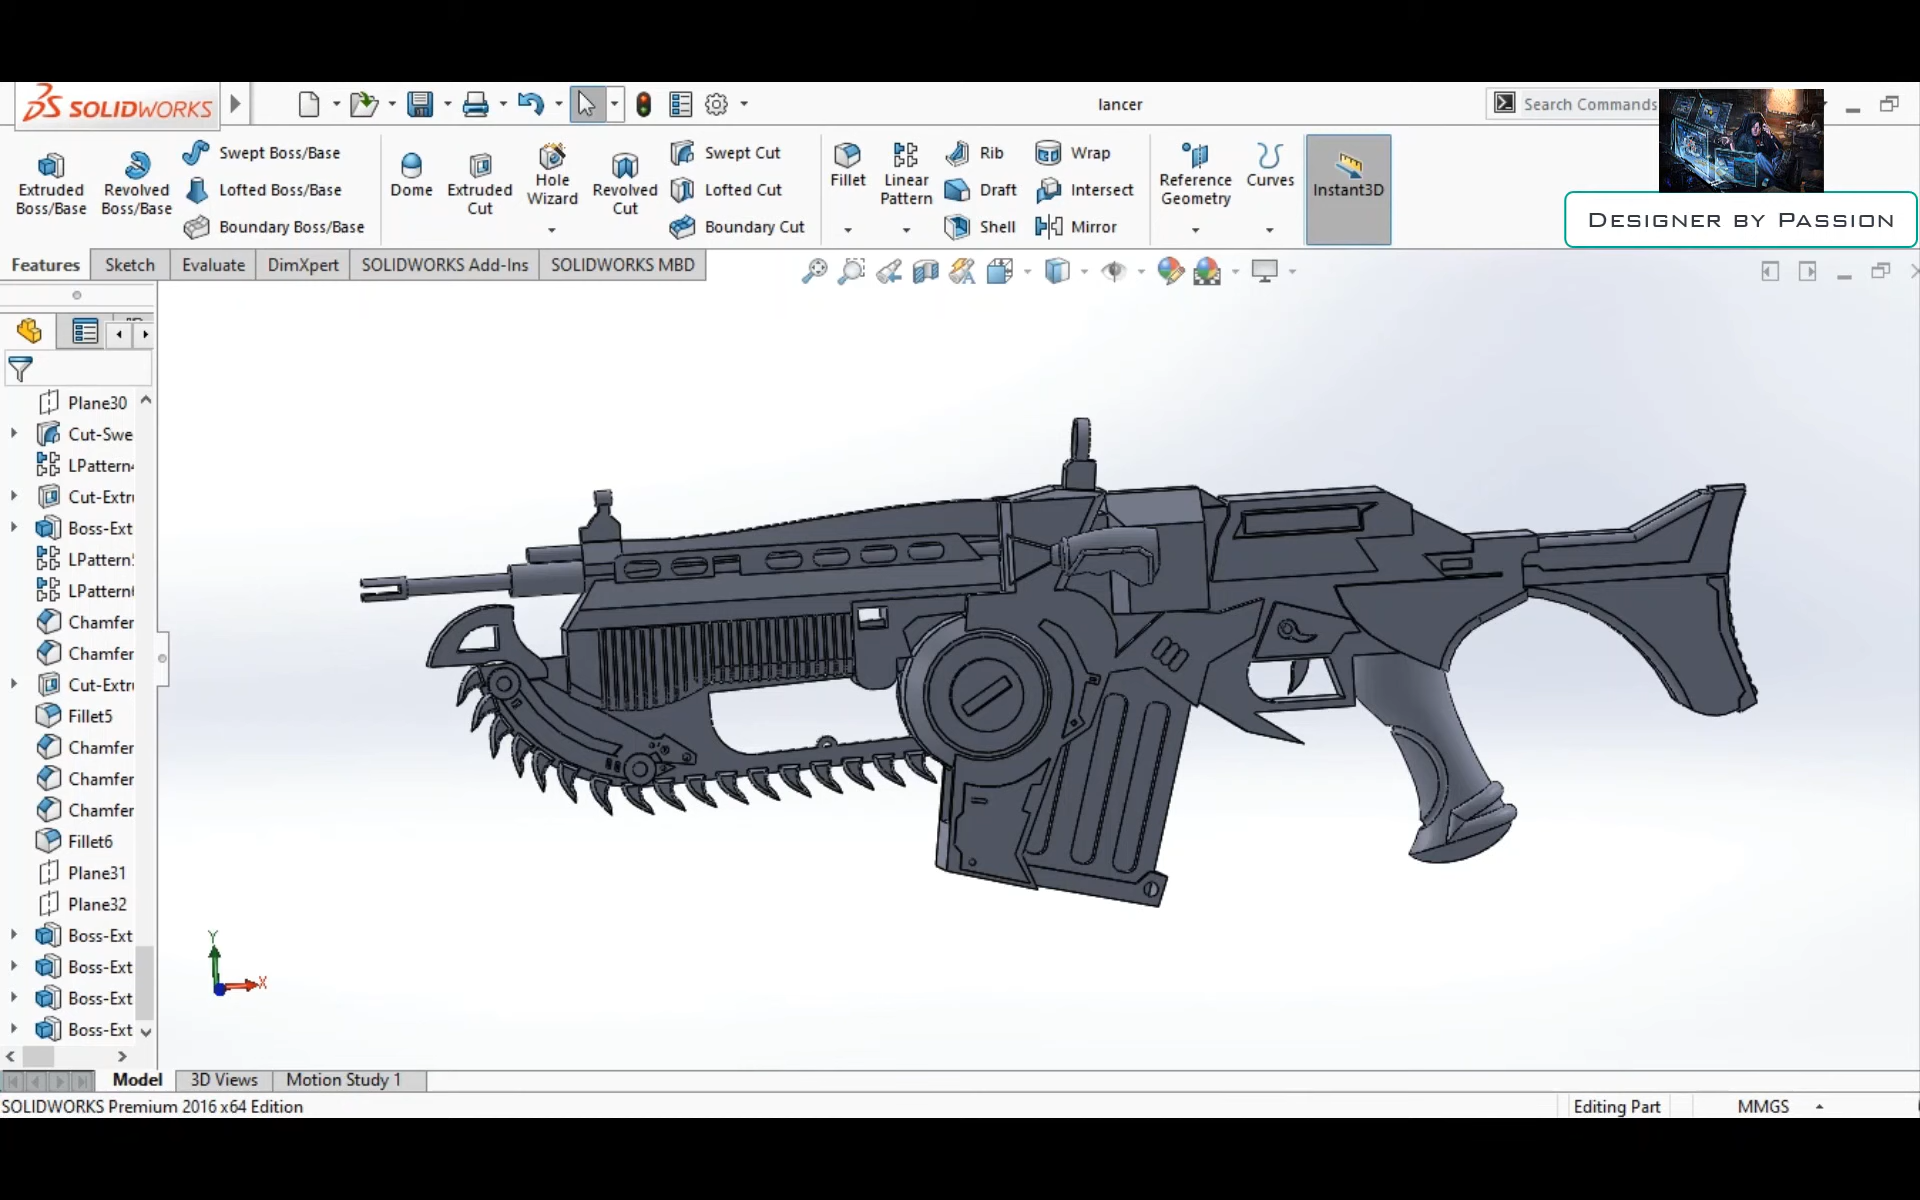 SOLIDWORKS
lancer
Search Commands
Extruded Boss/Base
Revolved Boss/Base
Swept Boss/Base
Lofted Boss/Base
Boundary Boss/Base
Dome
Extruded Cut
Hole Wizard
Revolved Cut
Swept Cut
Lofted Cut
Boundary Cut
Fillet
Linear Pattern
Rib
Draft
Shell
Wrap
Intersect
Mirror
Reference Geometry
Curves
Instant3D
Designer by Passion
Features
Sketch
Evaluate
DimXpert
SOLIDWORKS Add-Ins
SOLIDWORKS MBD
Plane30
Cut-Swe
LPattern
Cut-Extr
Boss-Ext
LPattern
LPattern
Chamfer
Chamfer
Cut-Extr
Fillet5
Chamfer
Chamfer
Chamfer
Fillet6
Plane31
Plane32
Boss-Ext
Boss-Ext
Boss-Ext
Boss-Ext
Y
X
Model
3D Views
Motion Study 1
SOLIDWORKS Premium 2016 x64 Edition
Editing Part
MMGS